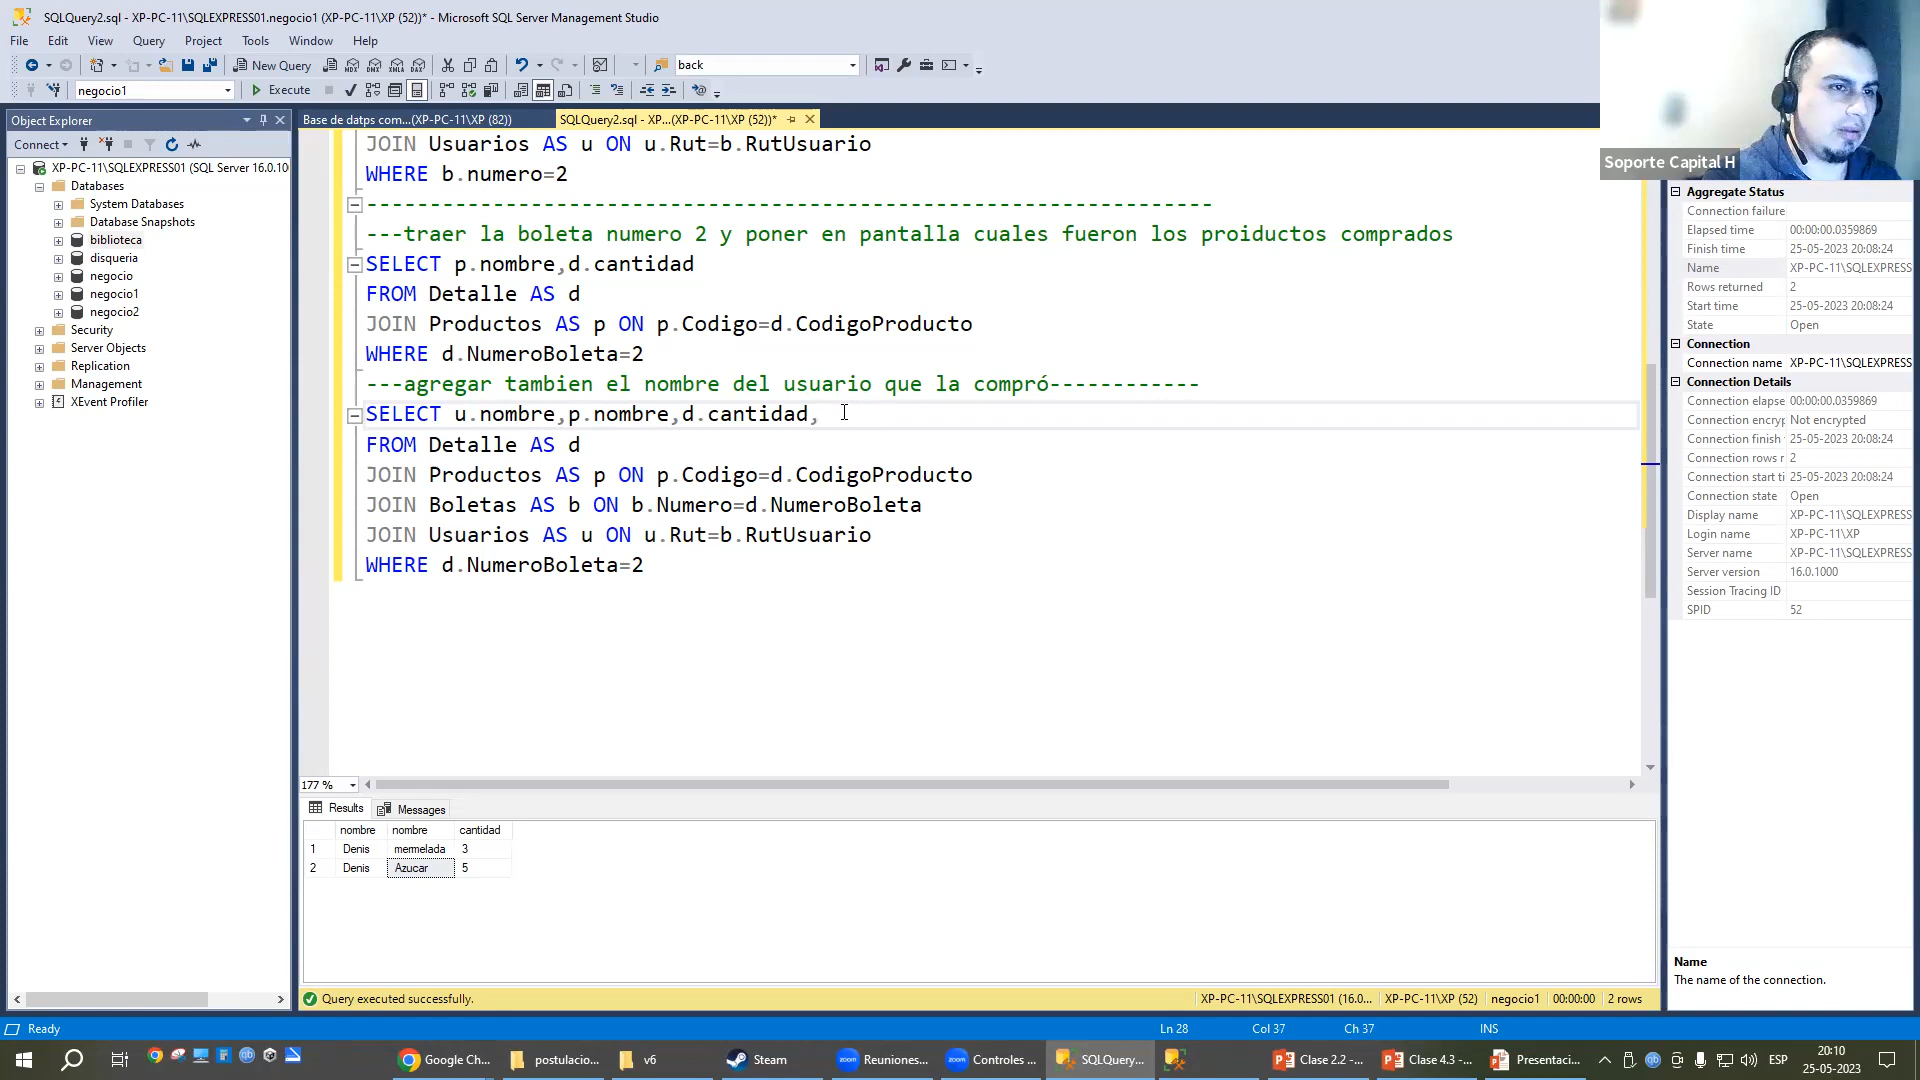 SQLQuery2.sql - XP-PC-11\SQLEXPRESS01.negocio1 (XP-PC-11\XP (52))* - Microsoft SQL Server Management Studio
File Edit View Query Project Tools Window Help
New Query back
negocio1 Execute
Object Explorer
Base de datps com...(XP-PC-11\XP (82)) SQLQuery2.sql - XP...(XP-PC-11\XP (52))*
Connect
XP-PC-11\SQLEXPRESS01 (SQL Server 16.0.10
Databases
System Databases
Database Snapshots
biblioteca
disqueria
negocio
negocio1
negocio2
Security
Server Objects
Replication
Management
XEvent Profiler
JOIN Usuarios AS u ON u.Rut=b.RutUsuario
WHERE b.numero=2
-------------------------------------------------------------------
---traer la boleta numero 2 y poner en pantalla cuales fueron los proiductos comprados
SELECT p.nombre,d.cantidad
FROM Detalle AS d
JOIN Productos AS p ON p.Codigo=d.CodigoProducto
WHERE d.NumeroBoleta=2
---agregar tambien el nombre del usuario que la compró------------
SELECT u.nombre,p.nombre,d.cantidad,
FROM Detalle AS d
JOIN Productos AS p ON p.Codigo=d.CodigoProducto
JOIN Boletas AS b ON b.Numero=d.NumeroBoleta
JOIN Usuarios AS u ON u.Rut=b.RutUsuario
WHERE d.NumeroBoleta=2
177 %
Results Messages
nombre nombre cantidad
1 Denis mermelada 3
2 Denis Azucar 5
Query executed successfully. XP-PC-11\SQLEXPRESS01 (16.0... XP-PC-11\XP (52) negocio1 00:00:00 2 rows
Soporte Capital H
Aggregate Status
Connection failure
Elapsed time 00:00:00.0359869
Finish time 25-05-2023 20:08:24
Name XP-PC-11\SQLEXPRESS
Rows returned 2
Start time 25-05-2023 20:08:24
State Open
Connection
Connection name XP-PC-11\SQLEXPRESS
Connection Details
Connection elapse 00:00:00.0359869
Connection encryp Not encrypted
Connection finish 25-05-2023 20:08:24
Connection rows r 2
Connection start ti 25-05-2023 20:08:24
Connection state Open
Display name XP-PC-11\SQLEXPRESS
Login name XP-PC-11\XP
Server name XP-PC-11\SQLEXPRESS
Server version 16.0.1000
Session Tracing ID
SPID 52
Name
The name of the connection.
Ready Ln 28 Col 37 Ch 37 INS
Google Ch... postulacio... v6 Steam Reuniones... Controles ... SQLQuery... Clase 2.2 -... Clase 4.3 -... Presentaci... ESP 20:10
25-05-2023